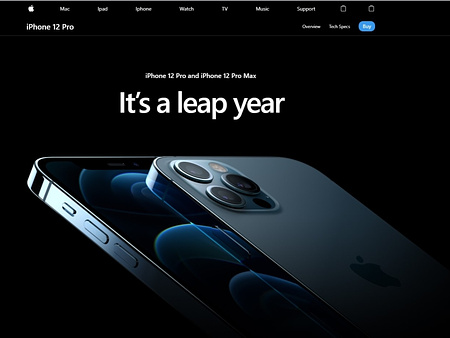 Mac Ipad Iphone Watch TV Music Support
iPhone 12 Pro Overview Tech Specs Buy
iPhone 12 Pro and iPhone 12 Pro Max
It's a leap year